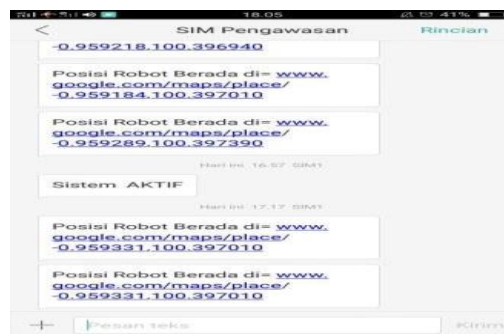 18.05
41%
SIM Pengawasan
Rincian
-0.959218,100.396940
Posisi Robot Berada di= www.
google.com/maps/place/
-0.959184,100.397010
Posisi Robot Berada di= www.
google.com/maps/place/
-0.959289,100.397390
Hari ini 16.57 SIM1
Sistem AKTIF
Hari ini 17.17 SIM1
Posisi Robot Berada di= www.
google.com/maps/place/
-0.959331,100.397010
Posisi Robot Berada di= www.
google.com/maps/place/
-0.959331,100.397010
Pesan teks
Kirim